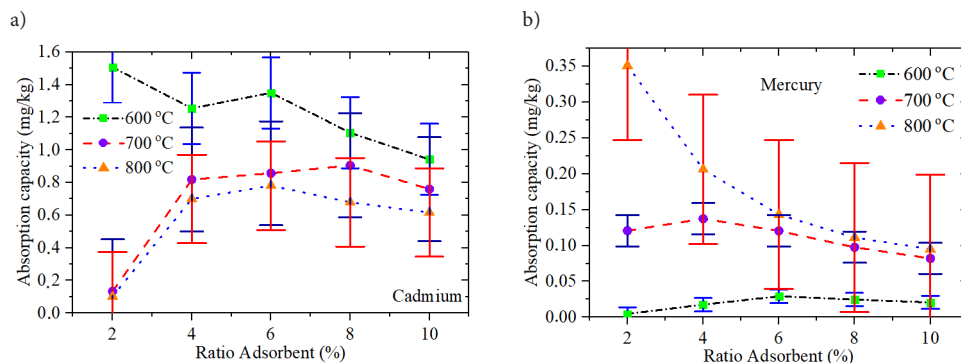 a)
1.6
1.4
1.2
1.0
0.8
0.6
0.4
0.2
0.0
Absorption capacity (mg/kg)
600 °C
700 °C
800 °C
Cadmium
2 4 6 8 10
Ratio Adsorbent (%)
b)
0.35
0.30
0.25
0.20
0.15
0.10
0.05
0.00
Absorption capacity (mg/kg)
Mercury
600 °C
700 °C
800 °C
2 4 6 8 10
Ratio Adsorbent (%)